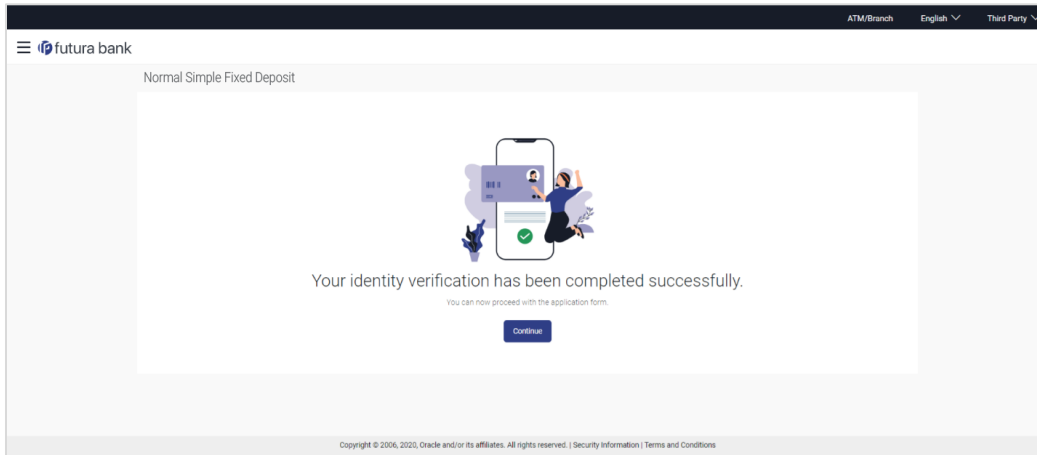 ATM/Branch English Third Party
futura bank
Normal Simple Fixed Deposit
Your identity verification has been completed successfully.
You can now proceed with the application form.
Continue
Copyright © 2006, 2020, Oracle and/or its affiliates. All rights reserved. | Security Information | Terms and Conditions